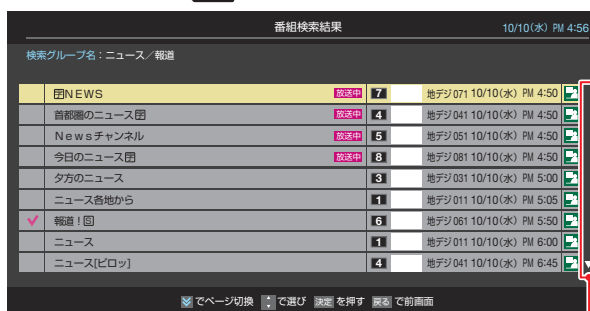 番組検索結果 10/10(水) PM 4:56
検索グループ名：ニュース／報道
字NEWS 放送中 7 地デジ071 10/10(水) PM 4:50
首都圏のニュース字 放送中 4 地デジ041 10/10(水) PM 4:50
Newsチャンネル 放送中 5 地デジ051 10/10(水) PM 4:50
今日のニュース字 放送中 8 地デジ081 10/10(水) PM 4:50
夕方のニュース 3 地デジ031 10/10(水) PM 5:00
ニュース各地から 1 地デジ011 10/10(水) PM 5:05
報道！S 6 地デジ061 10/10(水) PM 5:50
ニュース 1 地デジ011 10/10(水) PM 6:00
ニュース[ピロッ] 4 地デジ041 10/10(水) PM 6:45
でページ切換 で選び 決定 を押す 戻る で前画面